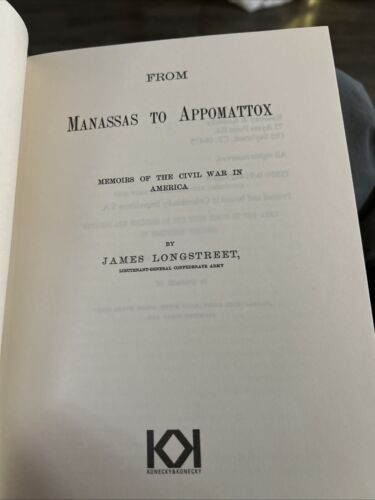 FROM
MANASSAS TO APPOMATTOX
MEMOIRS OF THE CIVIL WAR IN
AMERICA
BY
JAMES LONGSTREET,
LIEUTENANT-GENERAL CONFEDERATE ARMY
KK
KONECKY&KONECKY